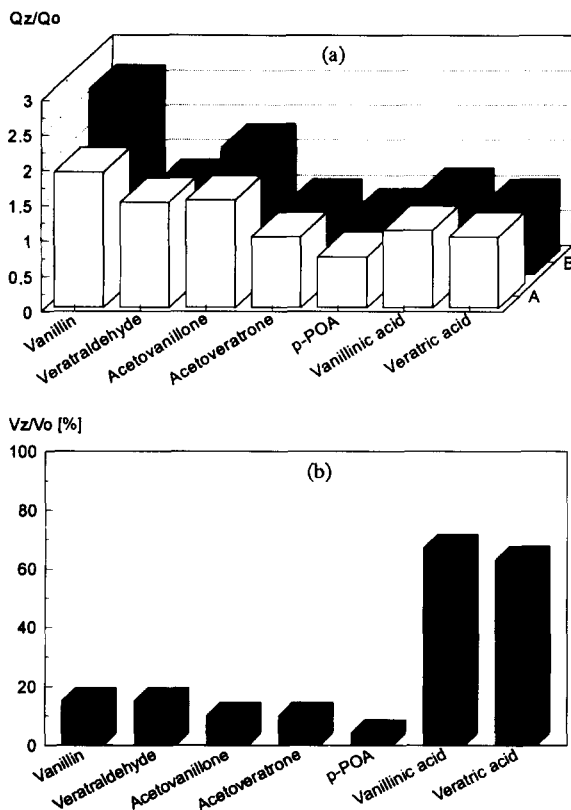 Qz/Qo
(a)
3
2.5
2
1.5
1
0.5
0
B
A
Vanillin
Veratraldehyde
Acetovanillone
Acetoveratrone
p-POA
Vanillinic acid
Veratric acid
Vz/Vo [%]
(b)
100
80
60
40
20
0
Vanillin
Veratraldehyde
Acetovanillone
Acetoveratrone
p-POA
Vanillinic acid
Veratric acid